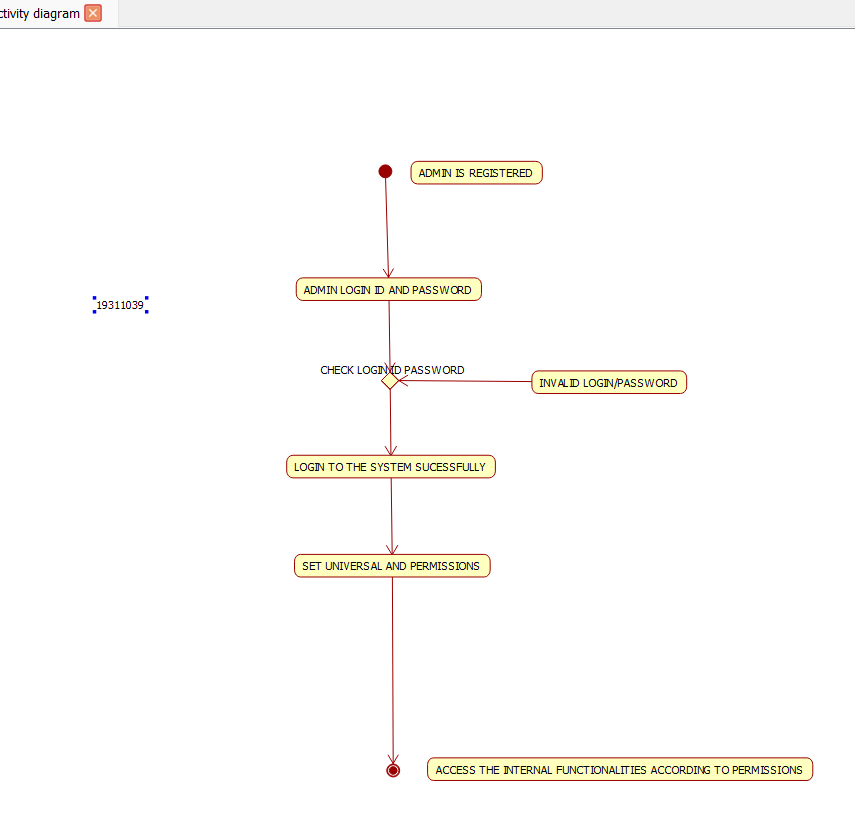 ctivity diagram
ADMIN IS REGISTERED
ADMIN LOGIN ID AND PASSWORD
19311039
CHECK LOGIN ID PASSWORD
INVALID LOGIN/PASSWORD
LOGIN TO THE SYSTEM SUCESSFULLY
SET UNIVERSAL AND PERMISSIONS
ACCESS THE INTERNAL FUNCTIONALITIES ACCORDING TO PERMISSIONS